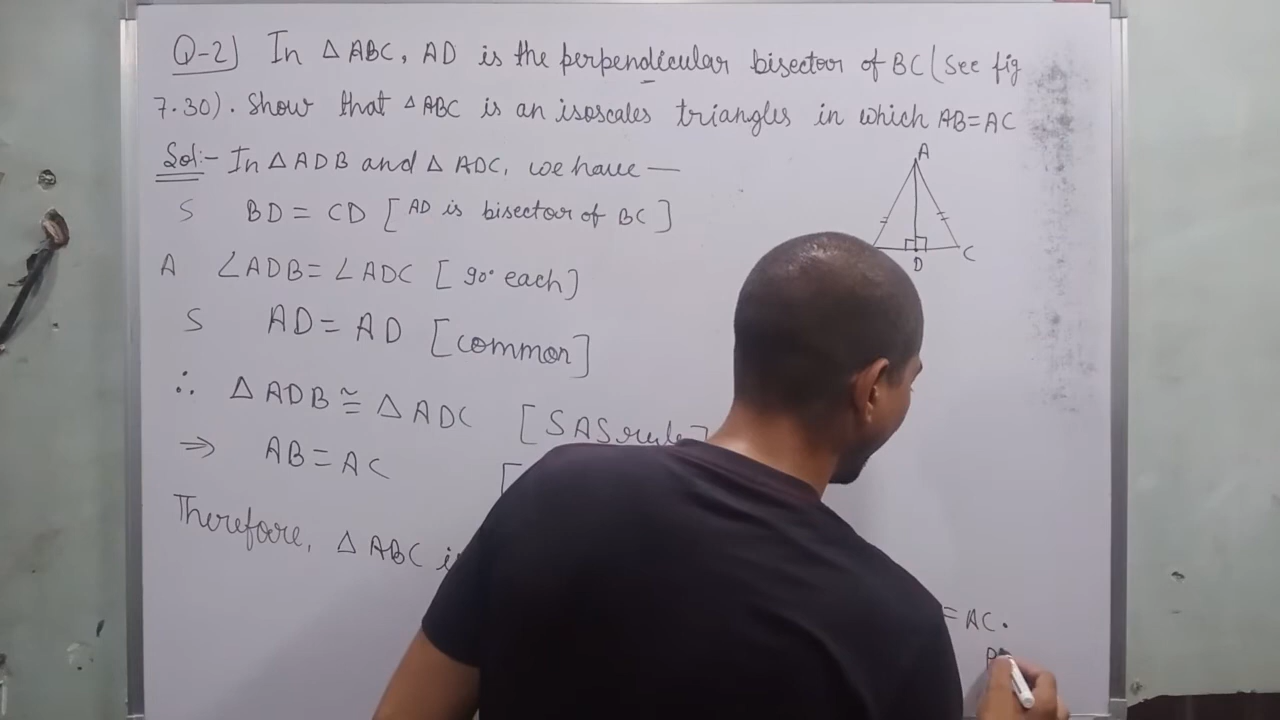 Q-2) In △ABC, AD is the perpendicular bisector of BC (See fig
7.30). Show that △ABC is an isoscales triangles in which AB=AC
Sol:- In △ADB and △ADC, we have —
S BD = CD [AD is bisector of BC]
A ∠ADB = ∠ADC [90° each]
S AD = AD [common]
∴ △ADB ≅ △ADC [SAS rule]
⇒ AB = AC [
Therefore, △ABC
= AC.
A
D
C